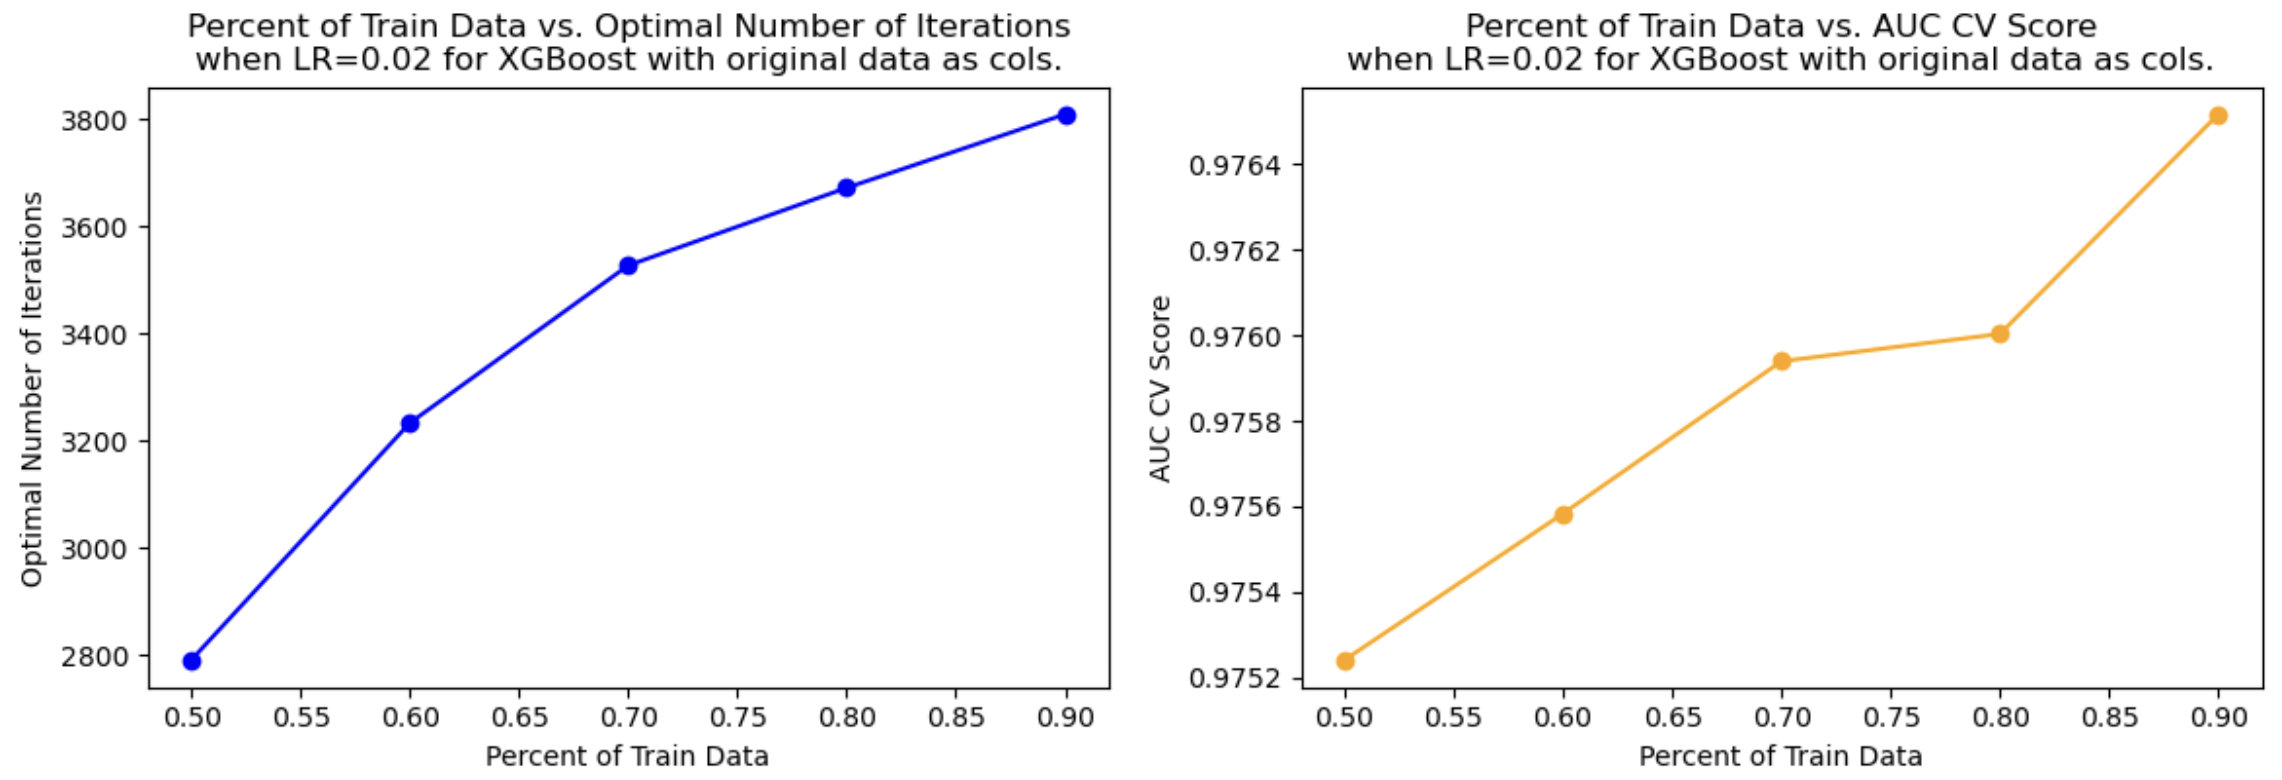 Percent of Train Data vs. Optimal Number of Iterations
when LR=0.02 for XGBoost with original data as cols.
3800
3600
3400
3200
3000
2800
Optimal Number of Iterations
0.50 0.55 0.60 0.65 0.70 0.75 0.80 0.85 0.90
Percent of Train Data
Percent of Train Data vs. AUC CV Score
when LR=0.02 for XGBoost with original data as cols.
0.9764
0.9762
0.9760
0.9758
0.9756
0.9754
0.9752
AUC CV Score
0.50 0.55 0.60 0.65 0.70 0.75 0.80 0.85 0.90
Percent of Train Data